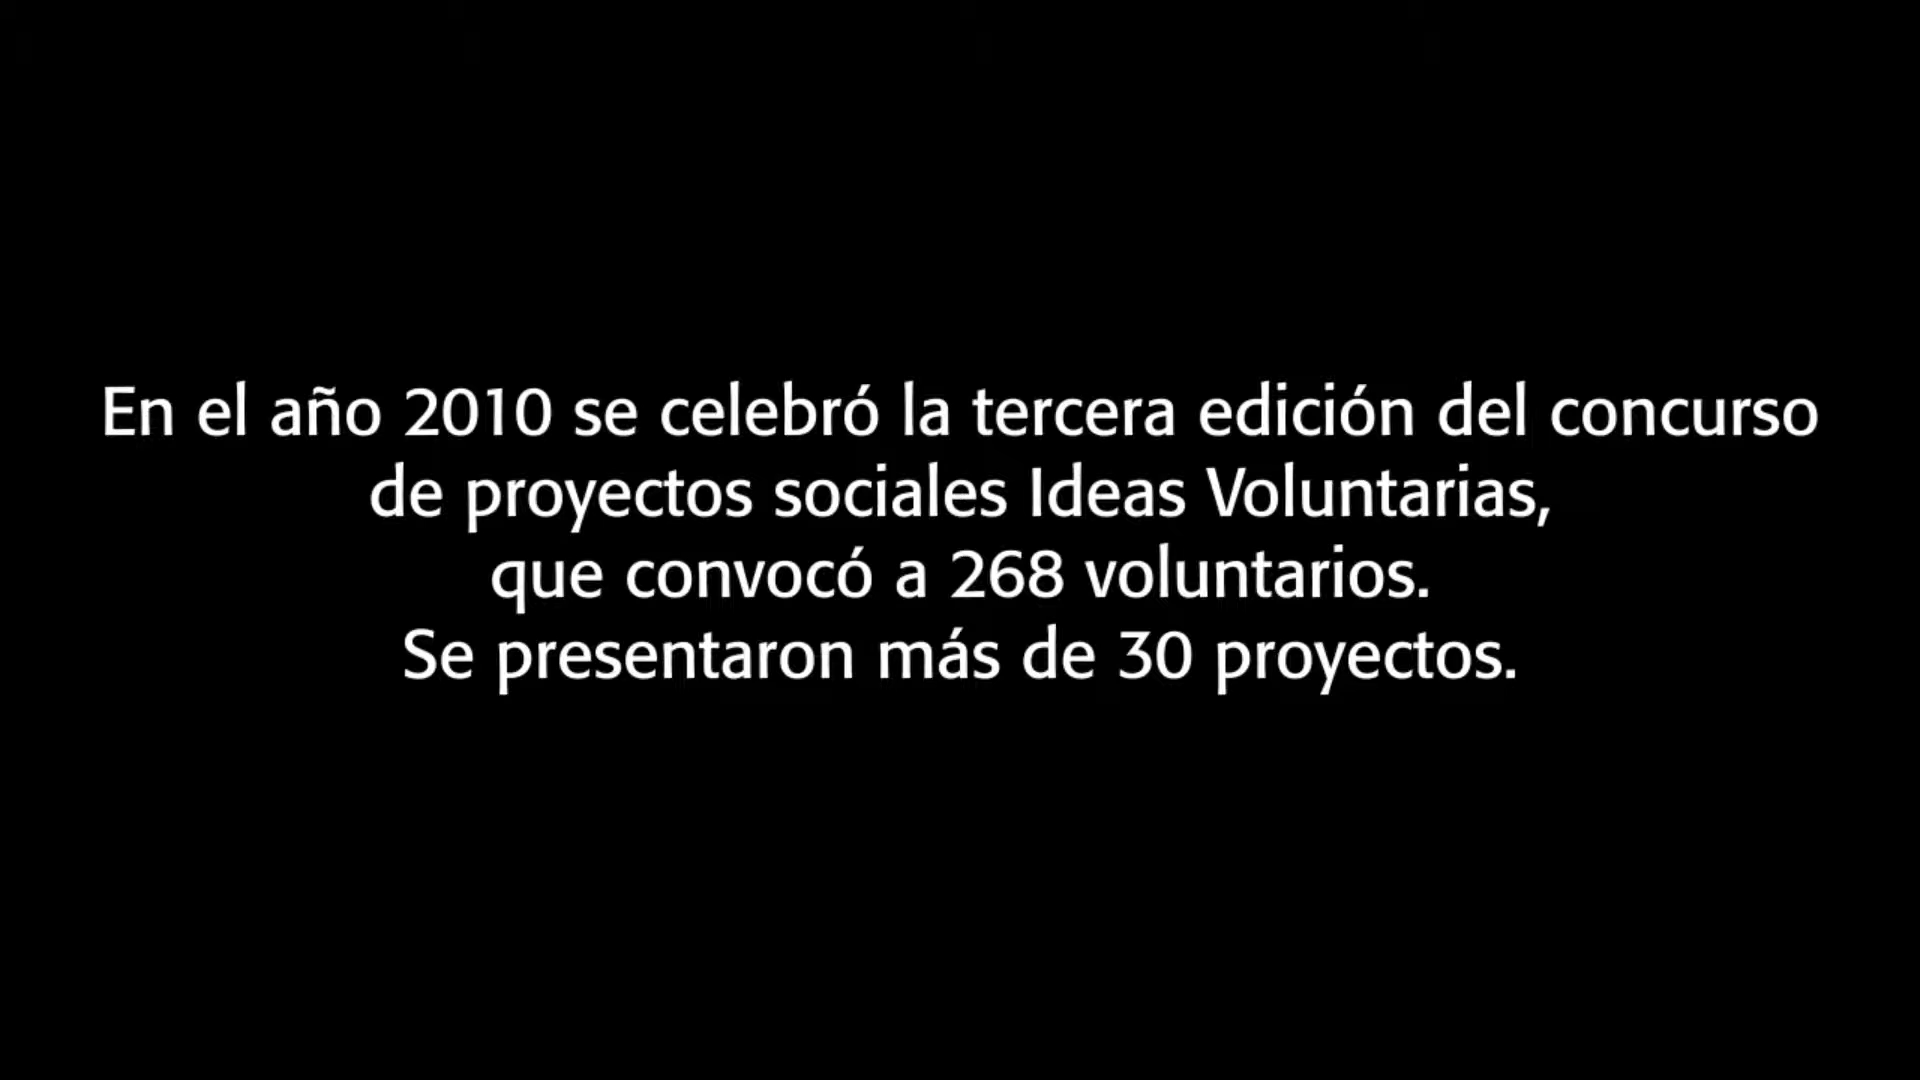 En el año 2010 se celebró la tercera edición del concurso
de proyectos sociales Ideas Voluntarias,
que convocó a 268 voluntarios.
Se presentaron más de 30 proyectos.